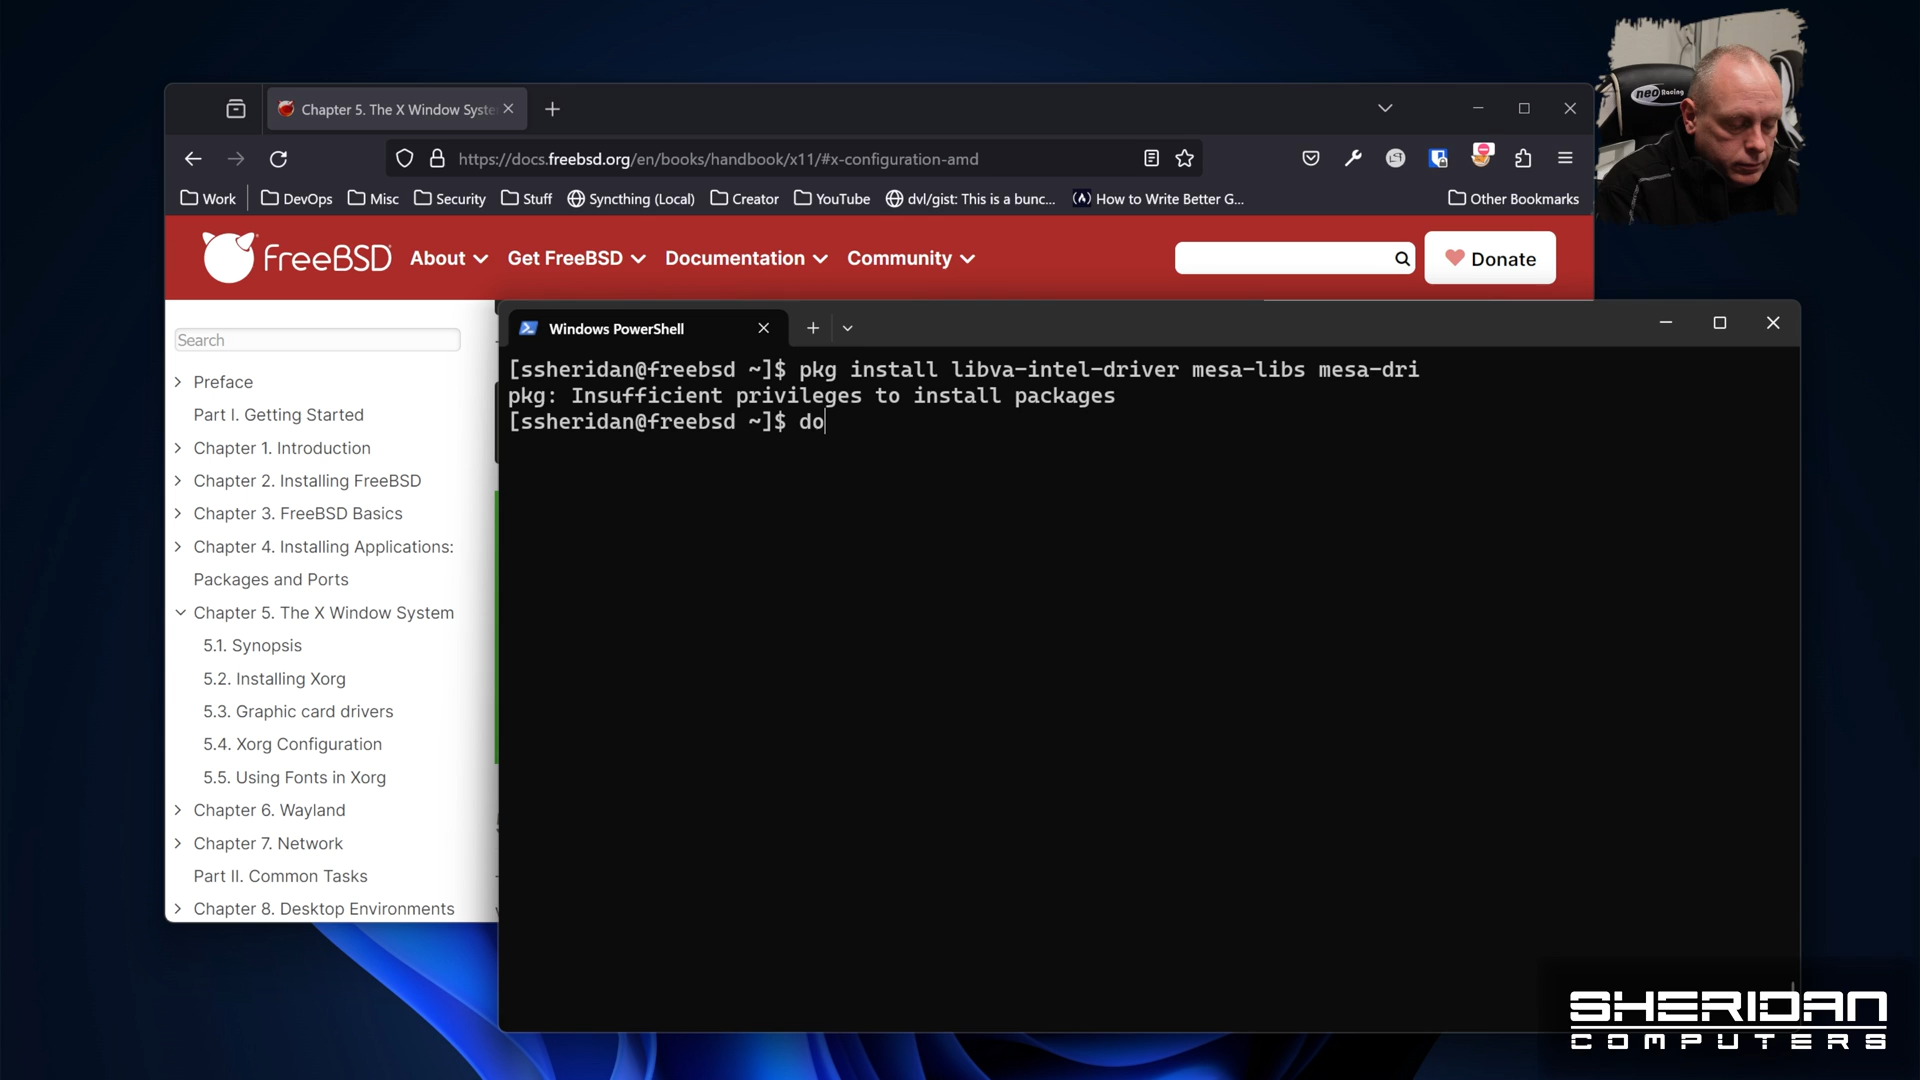 neo Racing
Chapter 5. The X Window Syste
https://docs.freebsd.org/en/books/handbook/x11/#x-configuration-amd
Work DevOps Misc Security Stuff Syncthing (Local) Creator YouTube dvl/gist: This is a bunc... How to Write Better G... Other Bookmarks
FreeBSD About Get FreeBSD Documentation Community Donate
Search
Windows PowerShell
[ssheridan@freebsd ~]$ pkg install libva-intel-driver mesa-libs mesa-dri
pkg: Insufficient privileges to install packages
[ssheridan@freebsd ~]$ do
Preface
Part I. Getting Started
Chapter 1. Introduction
Chapter 2. Installing FreeBSD
Chapter 3. FreeBSD Basics
Chapter 4. Installing Applications:
Packages and Ports
Chapter 5. The X Window System
5.1. Synopsis
5.2. Installing Xorg
5.3. Graphic card drivers
5.4. Xorg Configuration
5.5. Using Fonts in Xorg
Chapter 6. Wayland
Chapter 7. Network
Part II. Common Tasks
Chapter 8. Desktop Environments
SHERIDAN
COMPUTERS